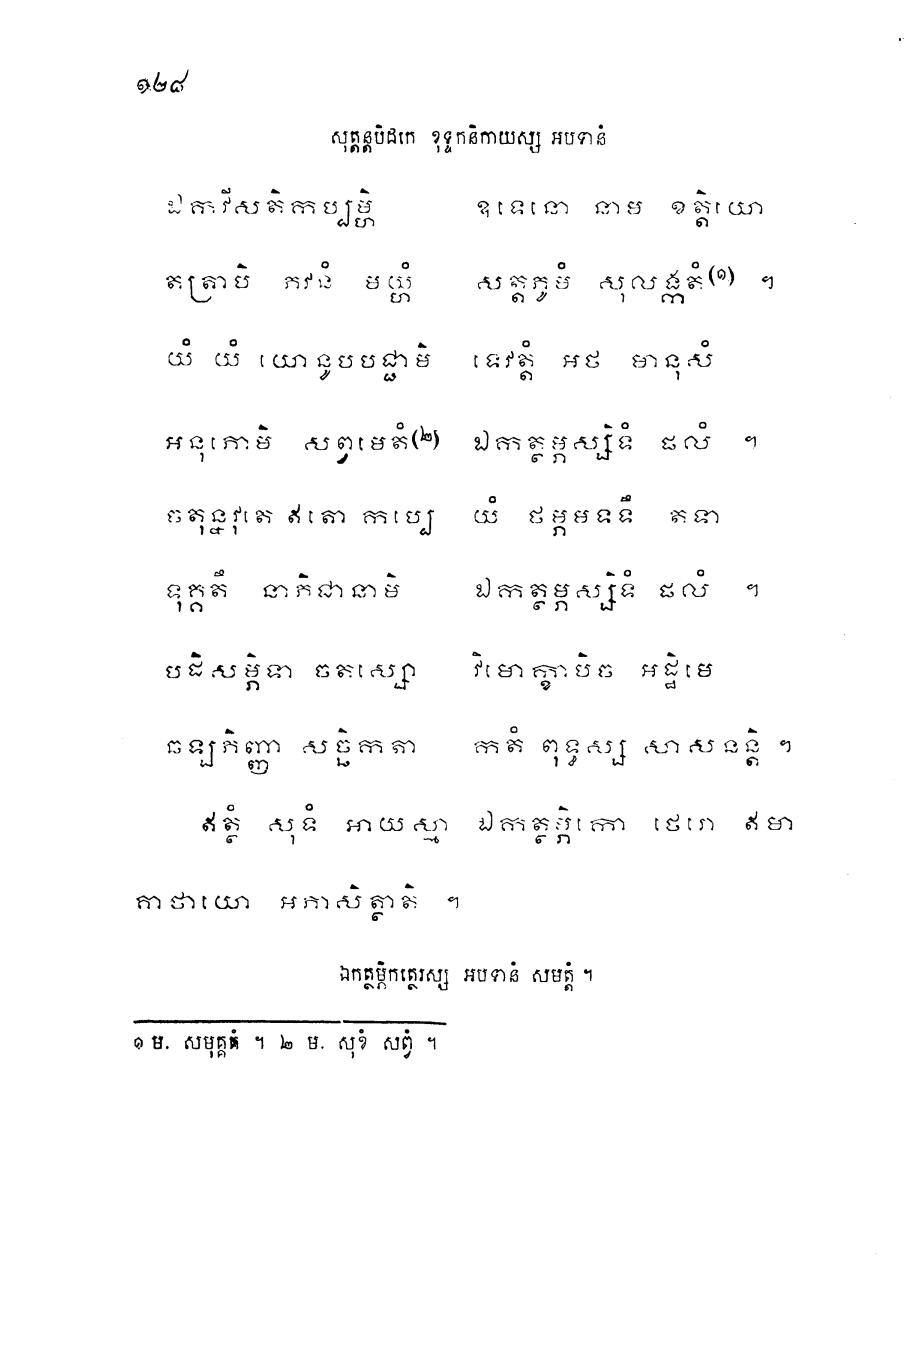 ១២៨
សុត្តន្តបិដកេ ខុទ្ទកនិកាយស្ស អបទានំ
ឯកវីសតិកប្បម្ហិ ឧទេនោ នាម ខត្តិយោ
តត្រាបិ ភវនំ មយ្ហំ សត្តភូមំ សុលង្កតំ(១) ។
យំ យំ យោនូបបជ្ជាមិ ទេវត្តំ អថ មានុសំ
អនុភោមិ សព្វមេតំ(២) ឯកត្ថម្ភស្សិទំ ផលំ ។
ចតុន្នវុតេ ឥតោ កប្បេ យំ ថម្ភមទទឹ តទា
ទុគ្គតឹ នាភិជានាមិ ឯកត្ថម្ភស្សិទំ ផលំ ។
បដិសម្ភិទា ចតស្សោ វិមោក្ខាបិច អដ្ឋិមេ
ឆឡភិញ្ញា សច្ឆិកតា កតំ ពុទ្ធស្ស សាសនន្តិ ។
ឥត្ថំ សុទំ អាយស្មា ឯកត្ថម្ភិកោ ថេរោ ឥមា
គាថាយោ អភាសិត្ថាតិ ។
ឯកត្ថម្ភិកត្ថេរស្ស អបទានំ សមត្តំ ។
១ ម. សមុគ្គតំ ។ ២ ម. សុខំ សព្វំ ។